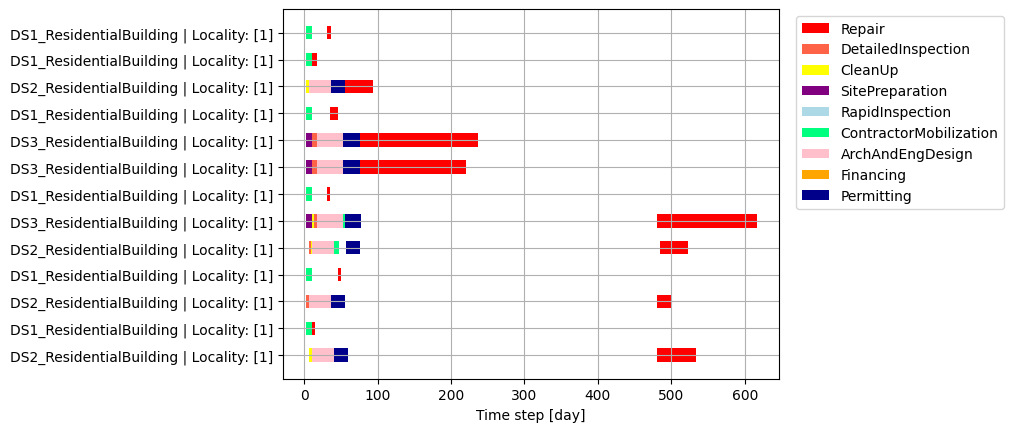 DS1_ResidentialBuilding | Locality: [1]
DS1_ResidentialBuilding | Locality: [1]
DS2_ResidentialBuilding | Locality: [1]
DS1_ResidentialBuilding | Locality: [1]
DS3_ResidentialBuilding | Locality: [1]
DS3_ResidentialBuilding | Locality: [1]
DS1_ResidentialBuilding | Locality: [1]
DS3_ResidentialBuilding | Locality: [1]
DS2_ResidentialBuilding | Locality: [1]
DS1_ResidentialBuilding | Locality: [1]
DS2_ResidentialBuilding | Locality: [1]
DS1_ResidentialBuilding | Locality: [1]
DS2_ResidentialBuilding | Locality: [1]
0 100 200 300 400 500 600
Time step [day]
Repair
DetailedInspection
CleanUp
SitePreparation
RapidInspection
ContractorMobilization
ArchAndEngDesign
Financing
Permitting